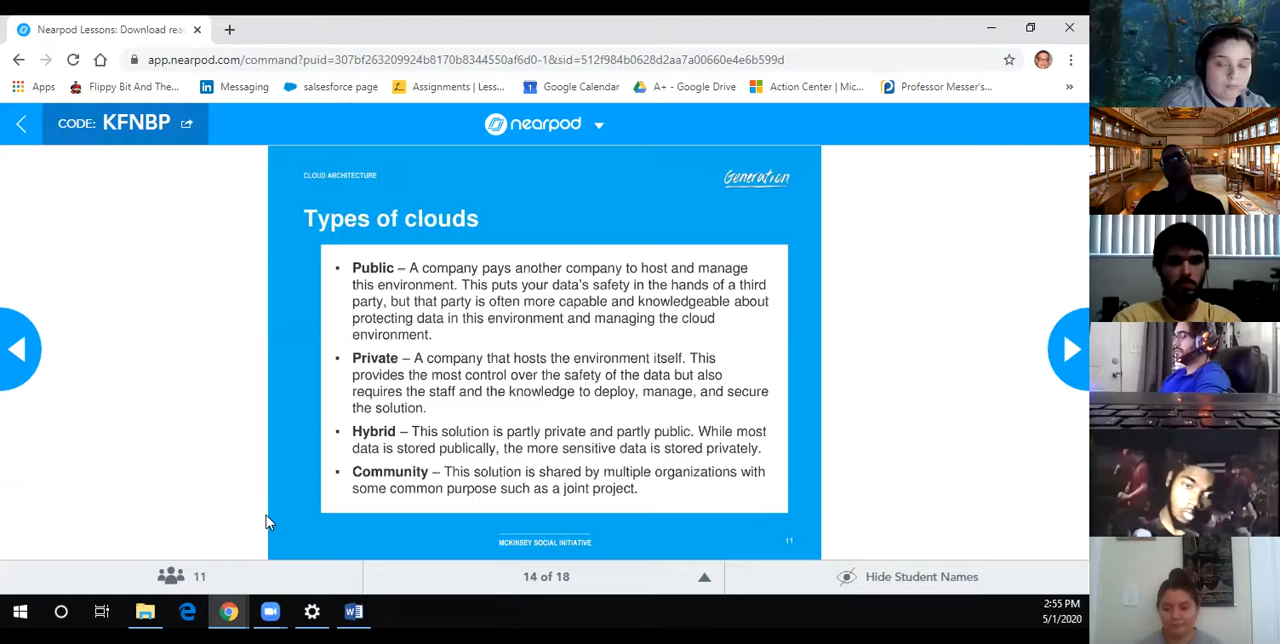 Nearpod Lessons: Download rea
app.nearpod.com/command?puid=307bf263209924b8170b8344550af6d0-1&sid=512f984b0628d2aa7a00660e4e6b599d
Apps Flippy Bit And The... Messaging salesforce page Assignments | Less... Google Calendar A+ - Google Drive Action Center | Mic... Professor Messer's... »
CODE: KFNBP nearpod
CLOUD ARCHITECTURE Generation
Types of clouds
• Public – A company pays another company to host and manage
this environment. This puts your data's safety in the hands of a third
party, but that party is often more capable and knowledgeable about
protecting data in this environment and managing the cloud
environment.
• Private – A company that hosts the environment itself. This
provides the most control over the safety of the data but also
requires the staff and the knowledge to deploy, manage, and secure
the solution.
• Hybrid – This solution is partly private and partly public. While most
data is stored publically, the more sensitive data is stored privately.
• Community – This solution is shared by multiple organizations with
some common purpose such as a joint project.
MCKINSEY SOCIAL INITIATIVE 11
11 14 of 18 Hide Student Names
2:55 PM
5/1/2020